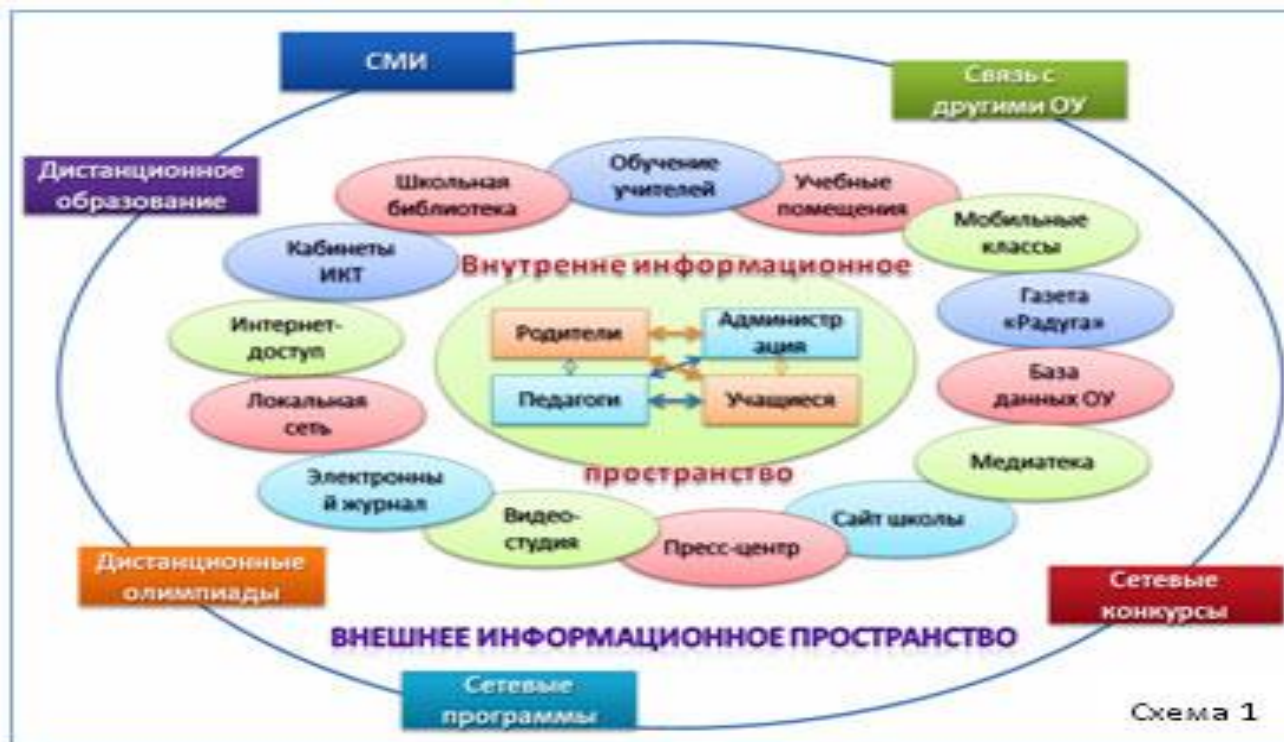 СМИ
Связь с
другими ОУ
Дистанционное
образование
Школьная
библиотека
Обучение
учителей
Учебные
помещения
Мобильные
классы
Кабинеты
ИКТ
Внутренне информационное
Газета
«Радуга»
Интернет-
доступ
Родители
Администр
ация
База
данных ОУ
Локальная
сеть
Педагоги
Учащиеся
Медиатека
пространство
Электронны
й журнал
Видео-
студия
Пресс-центр
Сайт школы
Дистанционные
олимпиады
Сетевые
конкурсы
ВНЕШНЕЕ ИНФОРМАЦИОННОЕ ПРОСТРАНСТВО
Сетевые
программы
Схема 1